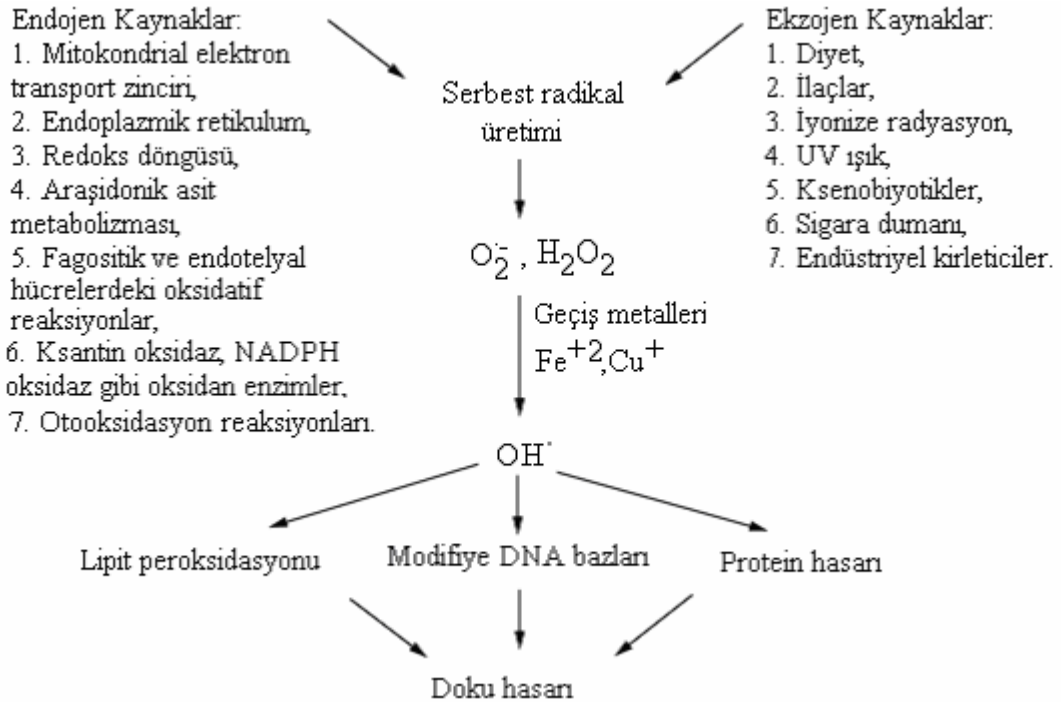 Endojen Kaynaklar:
1. Mitokondrial elektron
transport zinciri,
2. Endoplazmik retikulum,
3. Redoks döngüsü,
4. Araşidonik asit
metabolizması,
5. Fagositik ve endotelyal
hücrelerdeki oksidatif
reaksiyonlar,
6. Ksantin oksidaz, NADPH
oksidaz gibi oksidan enzimler,
7. Otooksidasyon reaksiyonları.
Ekzojen Kaynaklar:
1. Diyet,
2. İlaçlar,
3. İyonize radyasyon,
4. UV ışık,
5. Ksenobiyotikler,
6. Sigara dumanı,
7. Endüstriyel kirleticiler.
Serbest radikal
üretimi
O₂⁻̇ , H₂O₂
Geçiş metalleri
Fe⁺²,Cu⁺
OH˙
Lipit peroksidasyonu
Modifiye DNA bazları
Protein hasarı
Doku hasarı